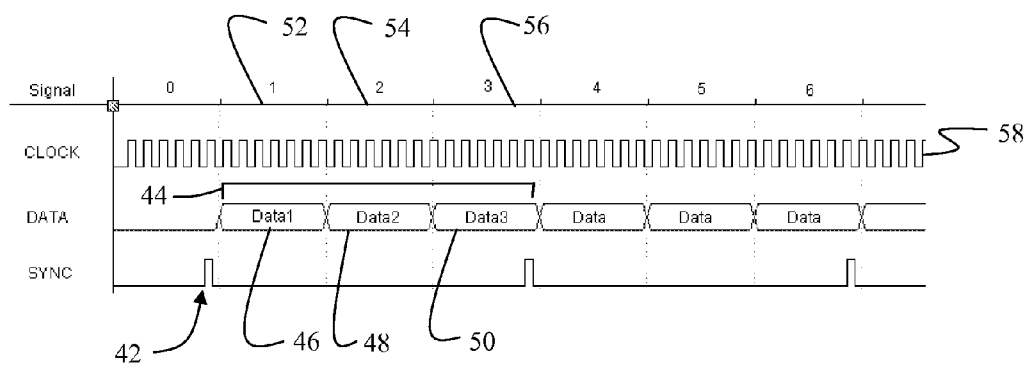 52 54 56
Signal 0 1 2 3 4 5 6
58
CLOCK
44
DATA Data1 Data2 Data3 Data Data Data
SYNC
42 46 48 50